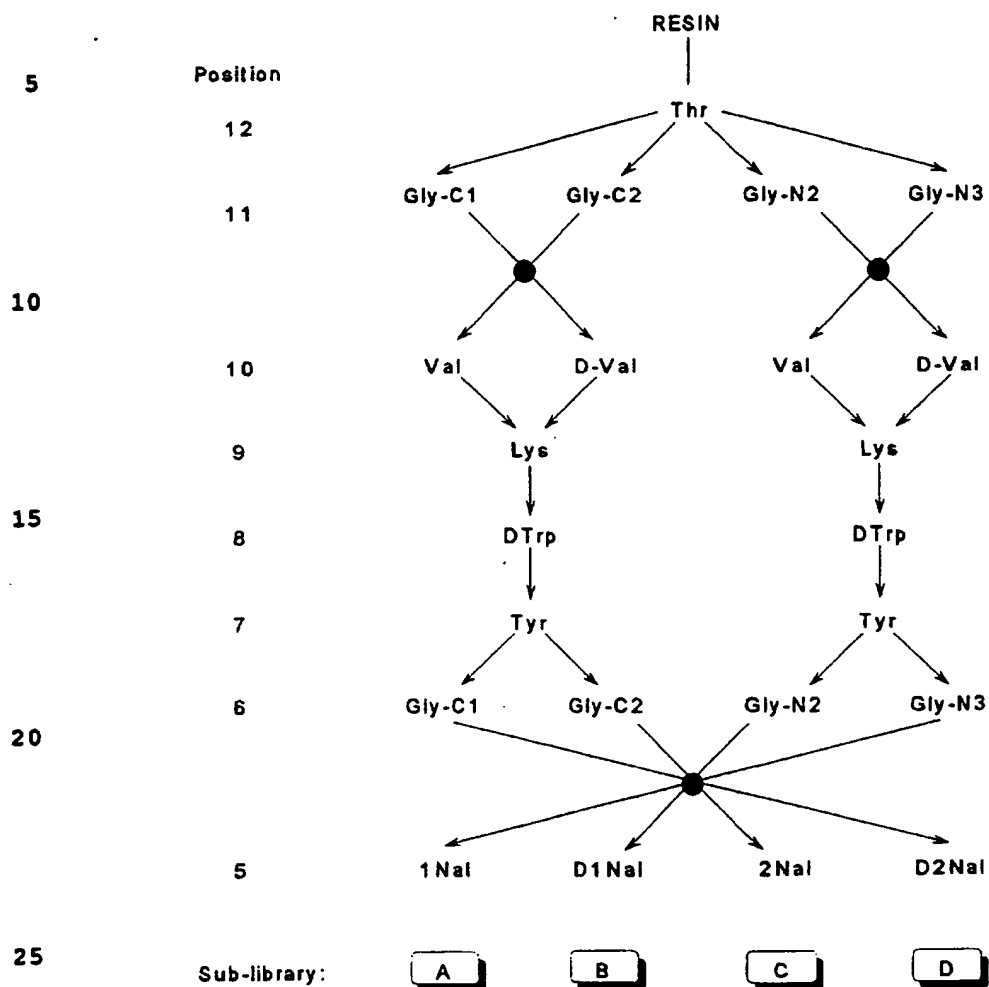 RESIN
5 Position Thr
12
Gly-C1 Gly-C2 Gly-N2 Gly-N3
11
10
10 Val D-Val Val D-Val
9 Lys Lys
15
8 DTrp DTrp
7 Tyr Tyr
6 Gly-C1 Gly-C2 Gly-N2 Gly-N3
20
5 1Nal D1Nal 2Nal D2Nal
25
Sub-library: A B C D